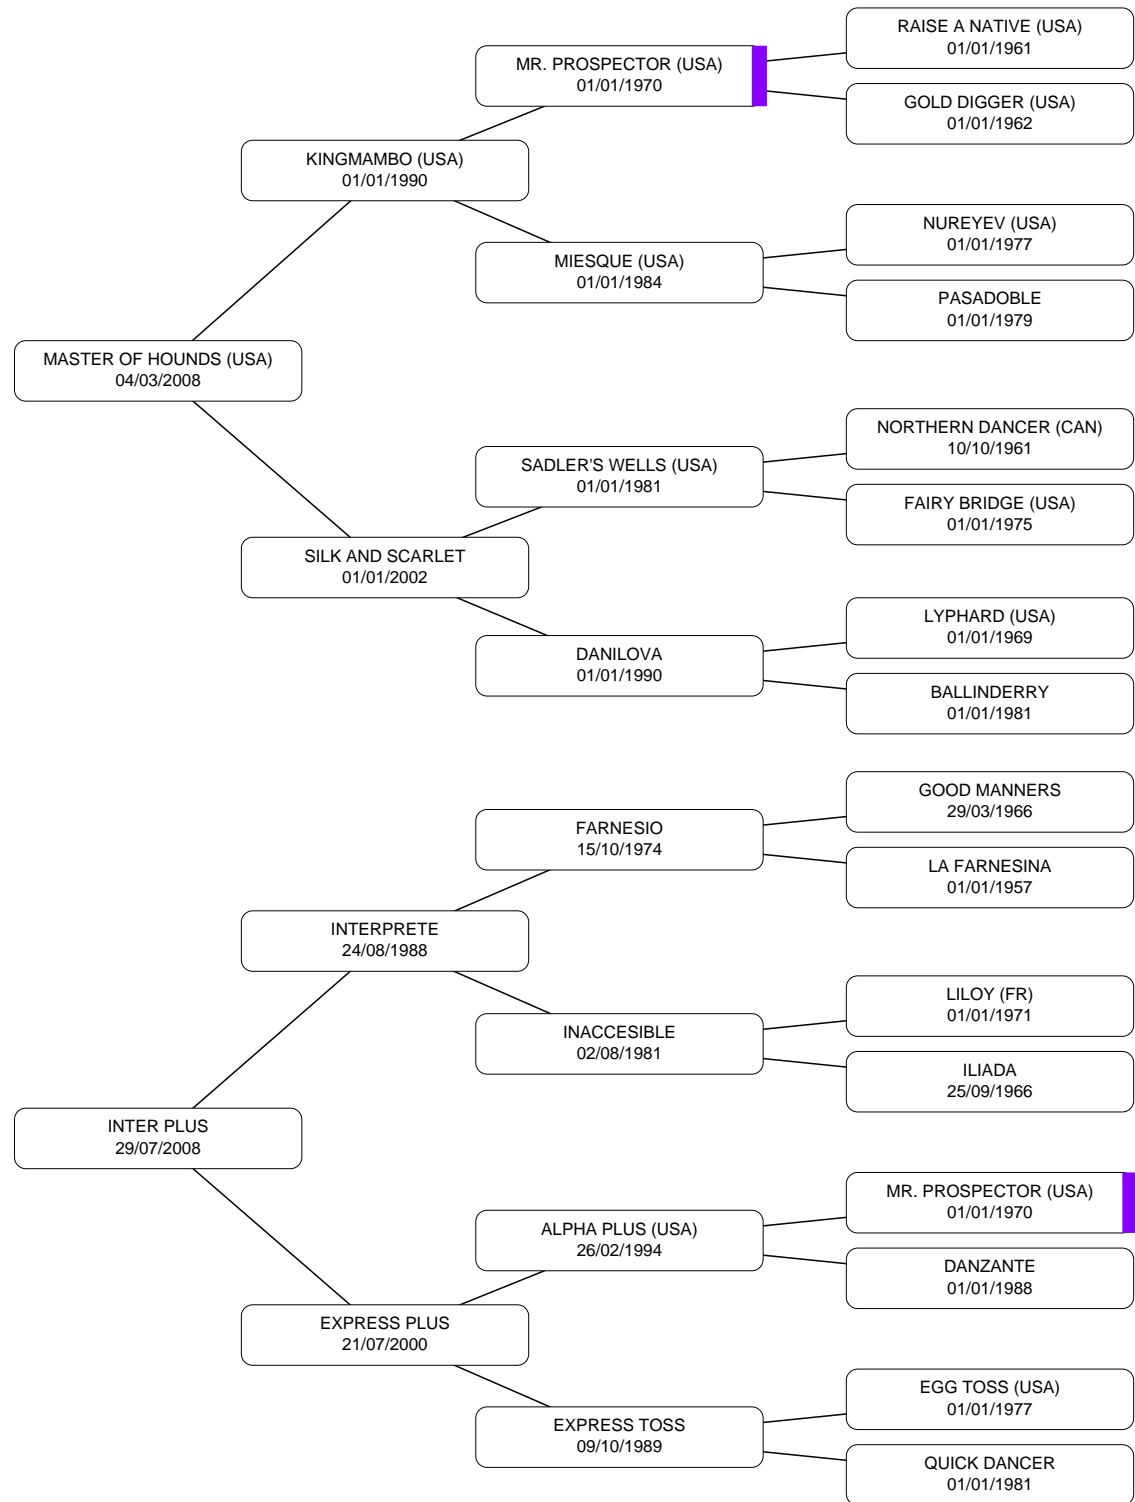 RAISE A NATIVE (USA)
01/01/1961
MR. PROSPECTOR (USA)
01/01/1970
GOLD DIGGER (USA)
01/01/1962
KINGMAMBO (USA)
01/01/1990
NUREYEV (USA)
01/01/1977
MIESQUE (USA)
01/01/1984
PASADOBLE
01/01/1979
MASTER OF HOUNDS (USA)
04/03/2008
NORTHERN DANCER (CAN)
10/10/1961
SADLER'S WELLS (USA)
01/01/1981
FAIRY BRIDGE (USA)
01/01/1975
SILK AND SCARLET
01/01/2002
LYPHARD (USA)
01/01/1969
DANILOVA
01/01/1990
BALLINDERRY
01/01/1981
GOOD MANNERS
29/03/1966
FARNESIO
15/10/1974
LA FARNESINA
01/01/1957
INTERPRETE
24/08/1988
LILOY (FR)
01/01/1971
INACCESIBLE
02/08/1981
ILIADA
25/09/1966
INTER PLUS
29/07/2008
MR. PROSPECTOR (USA)
01/01/1970
ALPHA PLUS (USA)
26/02/1994
DANZANTE
01/01/1988
EXPRESS PLUS
21/07/2000
EGG TOSS (USA)
01/01/1977
EXPRESS TOSS
09/10/1989
QUICK DANCER
01/01/1981